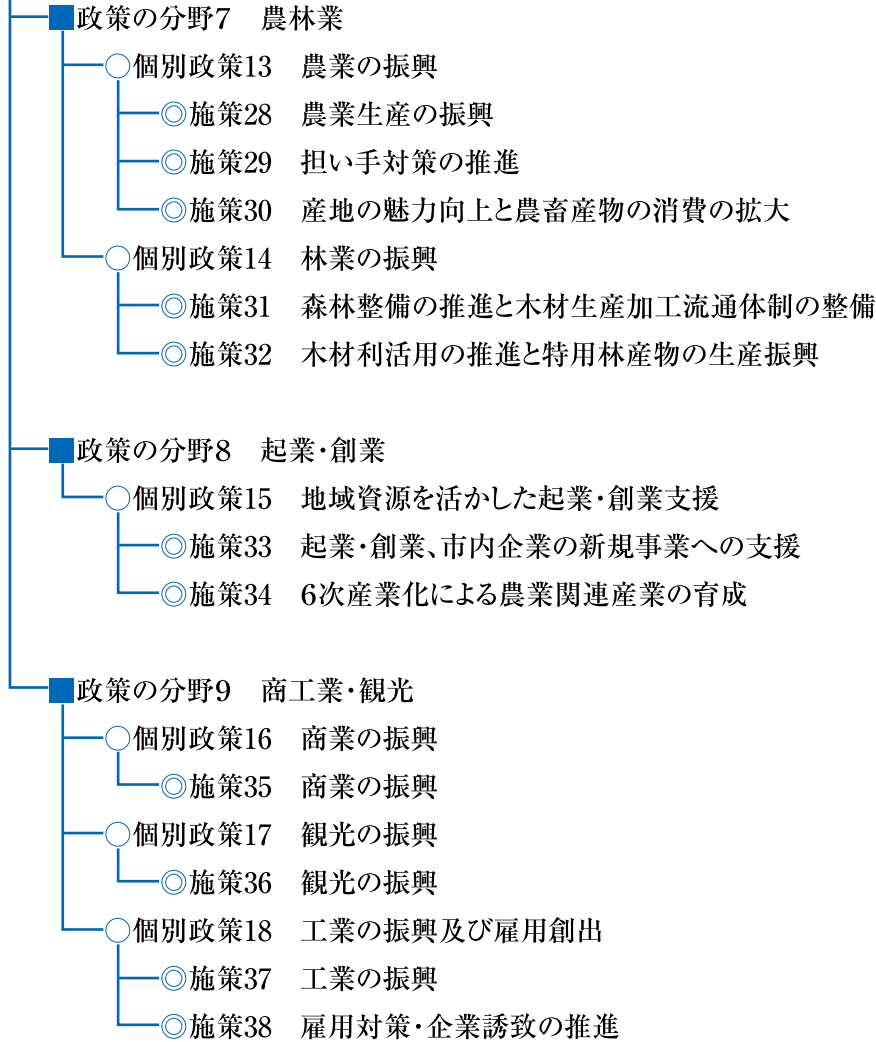 ■政策の分野7　農林業
○個別政策13　農業の振興
◎施策28　農業生産の振興
◎施策29　担い手対策の推進
◎施策30　産地の魅力向上と農畜産物の消費の拡大
○個別政策14　林業の振興
◎施策31　森林整備の推進と木材生産加工流通体制の整備
◎施策32　木材利活用の推進と特用林産物の生産振興
■政策の分野8　起業・創業
○個別政策15　地域資源を活かした起業・創業支援
◎施策33　起業・創業、市内企業の新規事業への支援
◎施策34　6次産業化による農業関連産業の育成
■政策の分野9　商工業・観光
○個別政策16　商業の振興
◎施策35　商業の振興
○個別政策17　観光の振興
◎施策36　観光の振興
○個別政策18　工業の振興及び雇用創出
◎施策37　工業の振興
◎施策38　雇用対策・企業誘致の推進